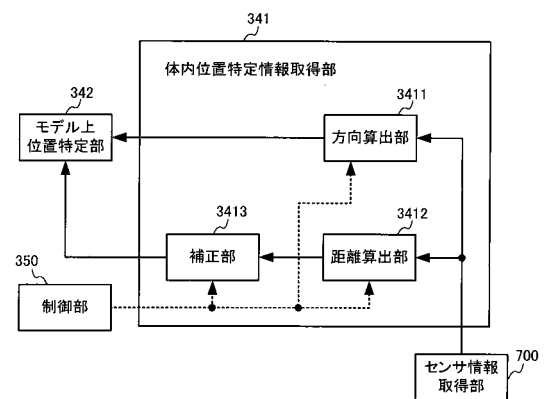 341
体内位置特定情報取得部
342
モデル上
位置特定部
3411
方向算出部
3413
補正部
3412
距離算出部
350
制御部
センサ情報
取得部
700